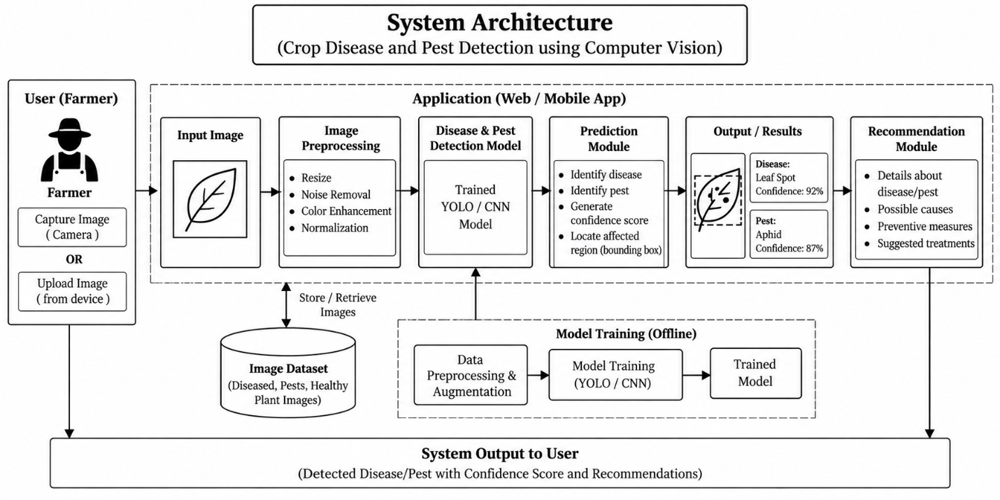 System Architecture
(Crop Disease and Pest Detection using Computer Vision)
User (Farmer)
Farmer
Capture Image
( Camera )
OR
Upload Image
( from device )
Application (Web / Mobile App)
Input Image
Image
Preprocessing
• Resize
• Noise Removal
• Color Enhancement
• Normalization
Disease & Pest
Detection Model
Trained
YOLO / CNN
Model
Prediction
Module
• Identify disease
• Identify pest
• Generate
confidence score
• Locate affected
region (bounding box)
Output / Results
Disease:
Leaf Spot
Confidence: 92%
Pest:
Aphid
Confidence: 87%
Recommendation
Module
• Details about
disease/pest
• Possible causes
• Preventive measures
• Suggested treatments
Store / Retrieve
Images
Image Dataset
(Diseased, Pests, Healthy
Plant Images)
Model Training (Offline)
Data
Preprocessing &
Augmentation
Model Training
(YOLO / CNN)
Trained
Model
System Output to User
(Detected Disease/Pest with Confidence Score and Recommendations)